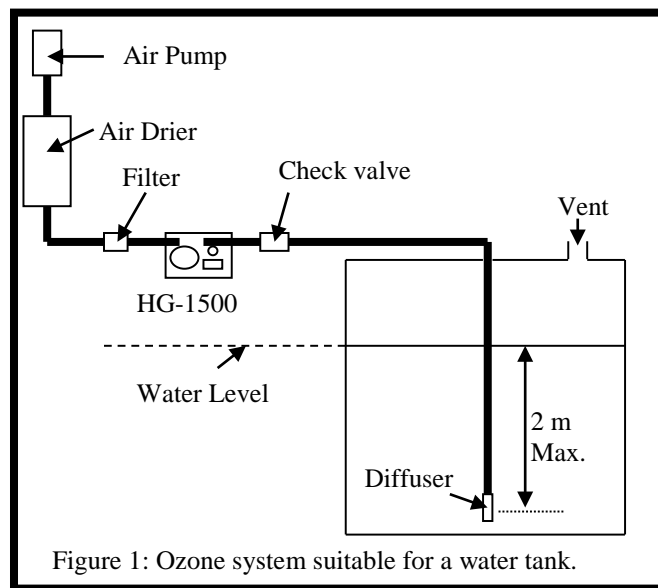 Air Pump
Air Drier
Filter
Check valve
Vent
HG-1500
Water Level
2 m
Max.
Diffuser
Figure 1: Ozone system suitable for a water tank.